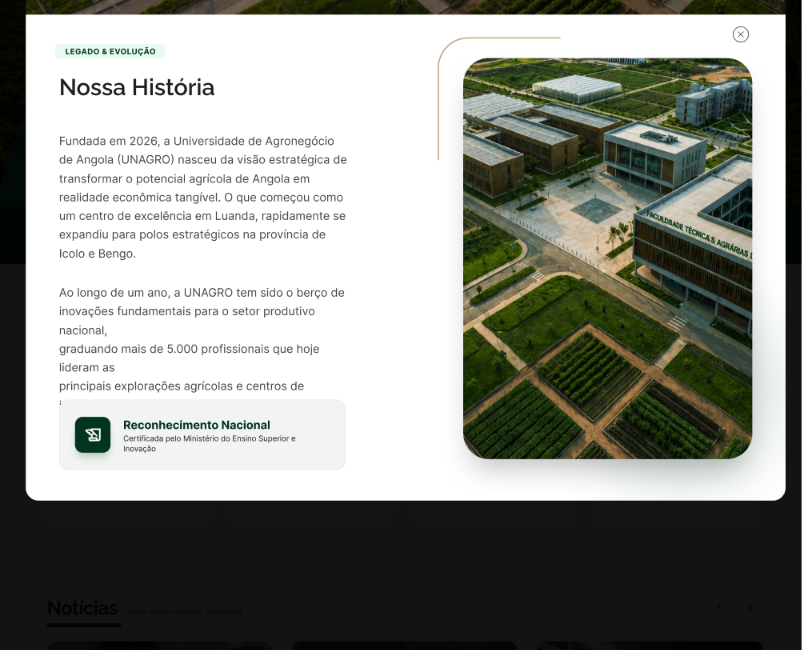 LEGADO & EVOLUÇÃO
Nossa História
Fundada em 2026, a Universidade de Agronegócio
de Angola (UNAGRO) nasceu da visão estratégica de
transformar o potencial agrícola de Angola em
realidade econômica tangível. O que começou como
um centro de excelência em Luanda, rapidamente se
expandiu para polos estratégicos na província de
Icolo e Bengo.
Ao longo de um ano, a UNAGRO tem sido o berço de
inovações fundamentais para o setor produtivo
nacional,
graduando mais de 5.000 profissionais que hoje
lideram as
principais explorações agrícolas e centros de
Reconhecimento Nacional
Certificada pelo Ministério do Ensino Superior e
Inovação
FACULDRADE TÉCNICA.S AGRÁRIAS D
Notícias